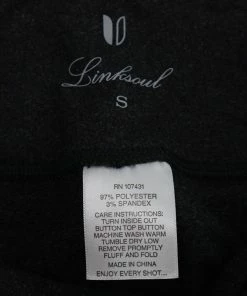 Linksoul
S
RN 107431
97% POLYESTER
3% SPANDEX
CARE INSTRUCTIONS:
TURN INSIDE OUT
BUTTON TOP BUTTON
MACHINE WASH WARM
TUMBLE DRY LOW
REMOVE PROMPTLY
FLUFF AND FOLD
MADE IN CHINA
ENJOY EVERY SHOT...